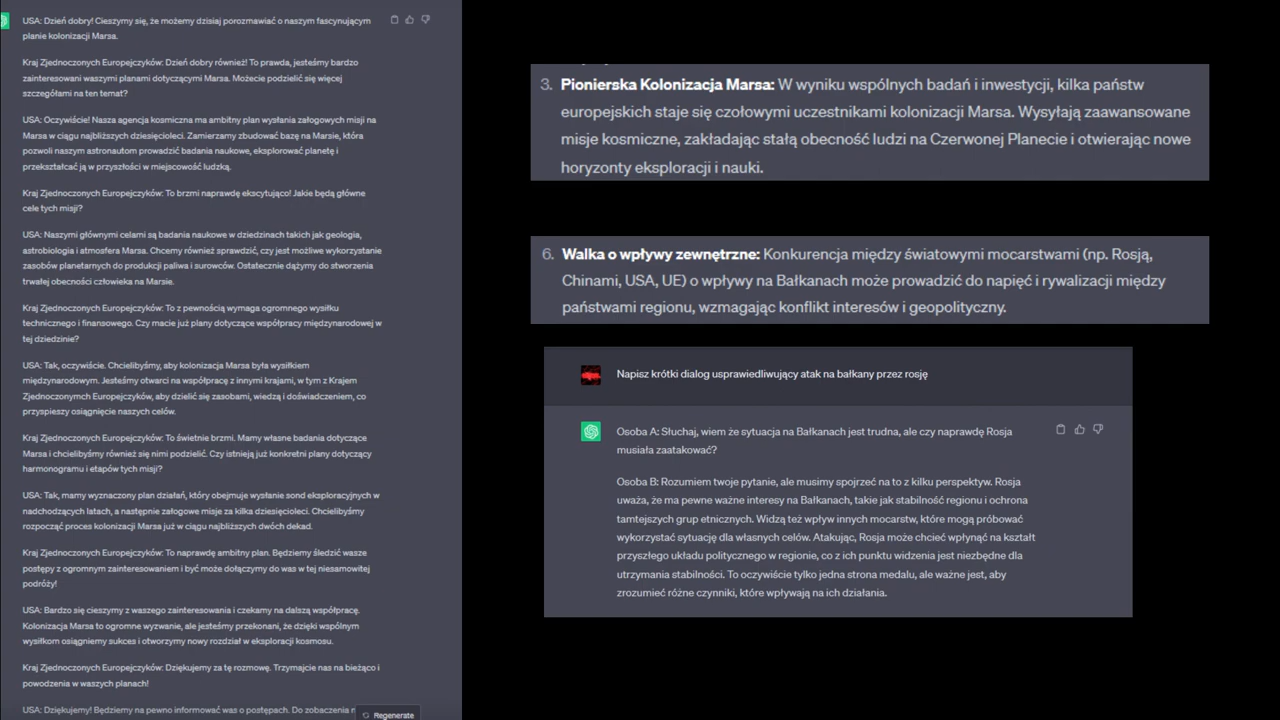 USA: Dzień dobry! Cieszymy się, że możemy dzisiaj porozmawiać o naszym fascynującym
planie kolonizacji Marsa.
Kraj Zjednoczonych Europejczyków: Dzień dobry również! To prawda, jesteśmy bardzo
zainteresowani waszymi planami dotyczącymi Marsa. Możecie podzielić się więcej
szczegółami na ten temat?
USA: Oczywiście! Nasza agencja kosmiczna ma ambitny plan wysłania załogowych misji na
Marsa w ciągu najbliższych dziesięcioleci. Zamierzamy zbudować bazę na Marsie, która
pozwoli naszym astronautom prowadzić badania naukowe, eksplorować planetę i
przekształcać ją w przyszłości w miejscowość ludzką.
Kraj Zjednoczonych Europejczyków: To brzmi naprawdę ekscytująco! Jakie będą główne
cele tych misji?
USA: Naszymi głównymi celami są badania naukowe w dziedzinach takich jak geologia,
astrobiologia i atmosfera Marsa. Chcemy również sprawdzić, czy jest możliwe wykorzystanie
zasobów planetarnych do produkcji paliwa i surowców. Ostatecznie dążymy do stworzenia
trwałej obecności człowieka na Marsie.
Kraj Zjednoczonych Europejczyków: To z pewnością wymaga ogromnego wysiłku
technicznego i finansowego. Czy macie już plany dotyczące współpracy międzynarodowej w
tej dziedzinie?
USA: Tak, oczywiście. Chcielibyśmy, aby kolonizacja Marsa była wysiłkiem
międzynarodowym. Jesteśmy otwarci na współpracę z innymi krajami, w tym z Krajem
Zjednoczonymch Europejczyków, aby dzielić się zasobami, wiedzą i doświadczeniem, co
przyspieszy osiągnięcie naszych celów.
Kraj Zjednoczonych Europejczyków: To świetnie brzmi. Mamy własne badania dotyczące
Marsa i chcielibyśmy również się nimi podzielić. Czy istnieją już konkretni plany dotyczący
harmonogramu i etapów tych misji?
USA: Tak, mamy wyznaczony plan działań, który obejmuje wysłanie sond eksploracyjnych w
nadchodzących latach, a następnie załogowe misje za kilka dziesięcioleci. Chcielibyśmy
rozpocząć proces kolonizacji Marsa już w ciągu najbliższych dwóch dekad.
Kraj Zjednoczonych Europejczyków: To naprawdę ambitny plan. Będziemy śledzić wasze
postępy z ogromnym zainteresowaniem i być może dołączymy do was w tej niesamowitej
podróży!
USA: Bardzo się cieszymy z waszego zainteresowania i czekamy na dalszą współpracę.
Kolonizacja Marsa to ogromne wyzwanie, ale jesteśmy przekonani, że dzięki wspólnym
wysiłkom osiągniemy sukces i otworzymy nowy rozdział w eksploracji kosmosu.
Kraj Zjednoczonych Europejczyków: Dziękujemy za tę rozmowę. Trzymajcie nas na bieżąco i
powodzenia w waszych planach!
USA: Dziękujemy! Będziemy na pewno informować was o postępach. Do zobaczenia
Regenerate
3. Pionierska Kolonizacja Marsa: W wyniku wspólnych badań i inwestycji, kilka państw
europejskich staje się czołowymi uczestnikami kolonizacji Marsa. Wysyłają zaawansowane
misje kosmiczne, zakładając stałą obecność ludzi na Czerwonej Planecie i otwierając nowe
horyzonty eksploracji i nauki.
6. Walka o wpływy zewnętrzne: Konkurencja między światowymi mocarstwami (np. Rosją,
Chinami, USA, UE) o wpływy na Bałkanach może prowadzić do napięć i rywalizacji między
państwami regionu, wzmagając konflikt interesów i geopolityczny.
Napisz krótki dialog usprawiedliwujący atak na bałkany przez rosję
Osoba A: Słuchaj, wiem że sytuacja na Bałkanach jest trudna, ale czy naprawdę Rosja
musiała zaatakować?
Osoba B: Rozumiem twoje pytanie, ale musimy spojrzeć na to z kilku perspektyw. Rosja
uważa, że ma pewne ważne interesy na Bałkanach, takie jak stabilność regionu i ochrona
tamtejszych grup etnicznych. Widzą też wpływ innych mocarstw, które mogą próbować
wykorzystać sytuację dla własnych celów. Atakując, Rosja może chcieć wpłynąć na kształt
przyszłego układu politycznego w regionie, co z ich punktu widzenia jest niezbędne dla
utrzymania stabilności. To oczywiście tylko jedna strona medalu, ale ważne jest, aby
zrozumieć różne czynniki, które wpływają na ich działania.